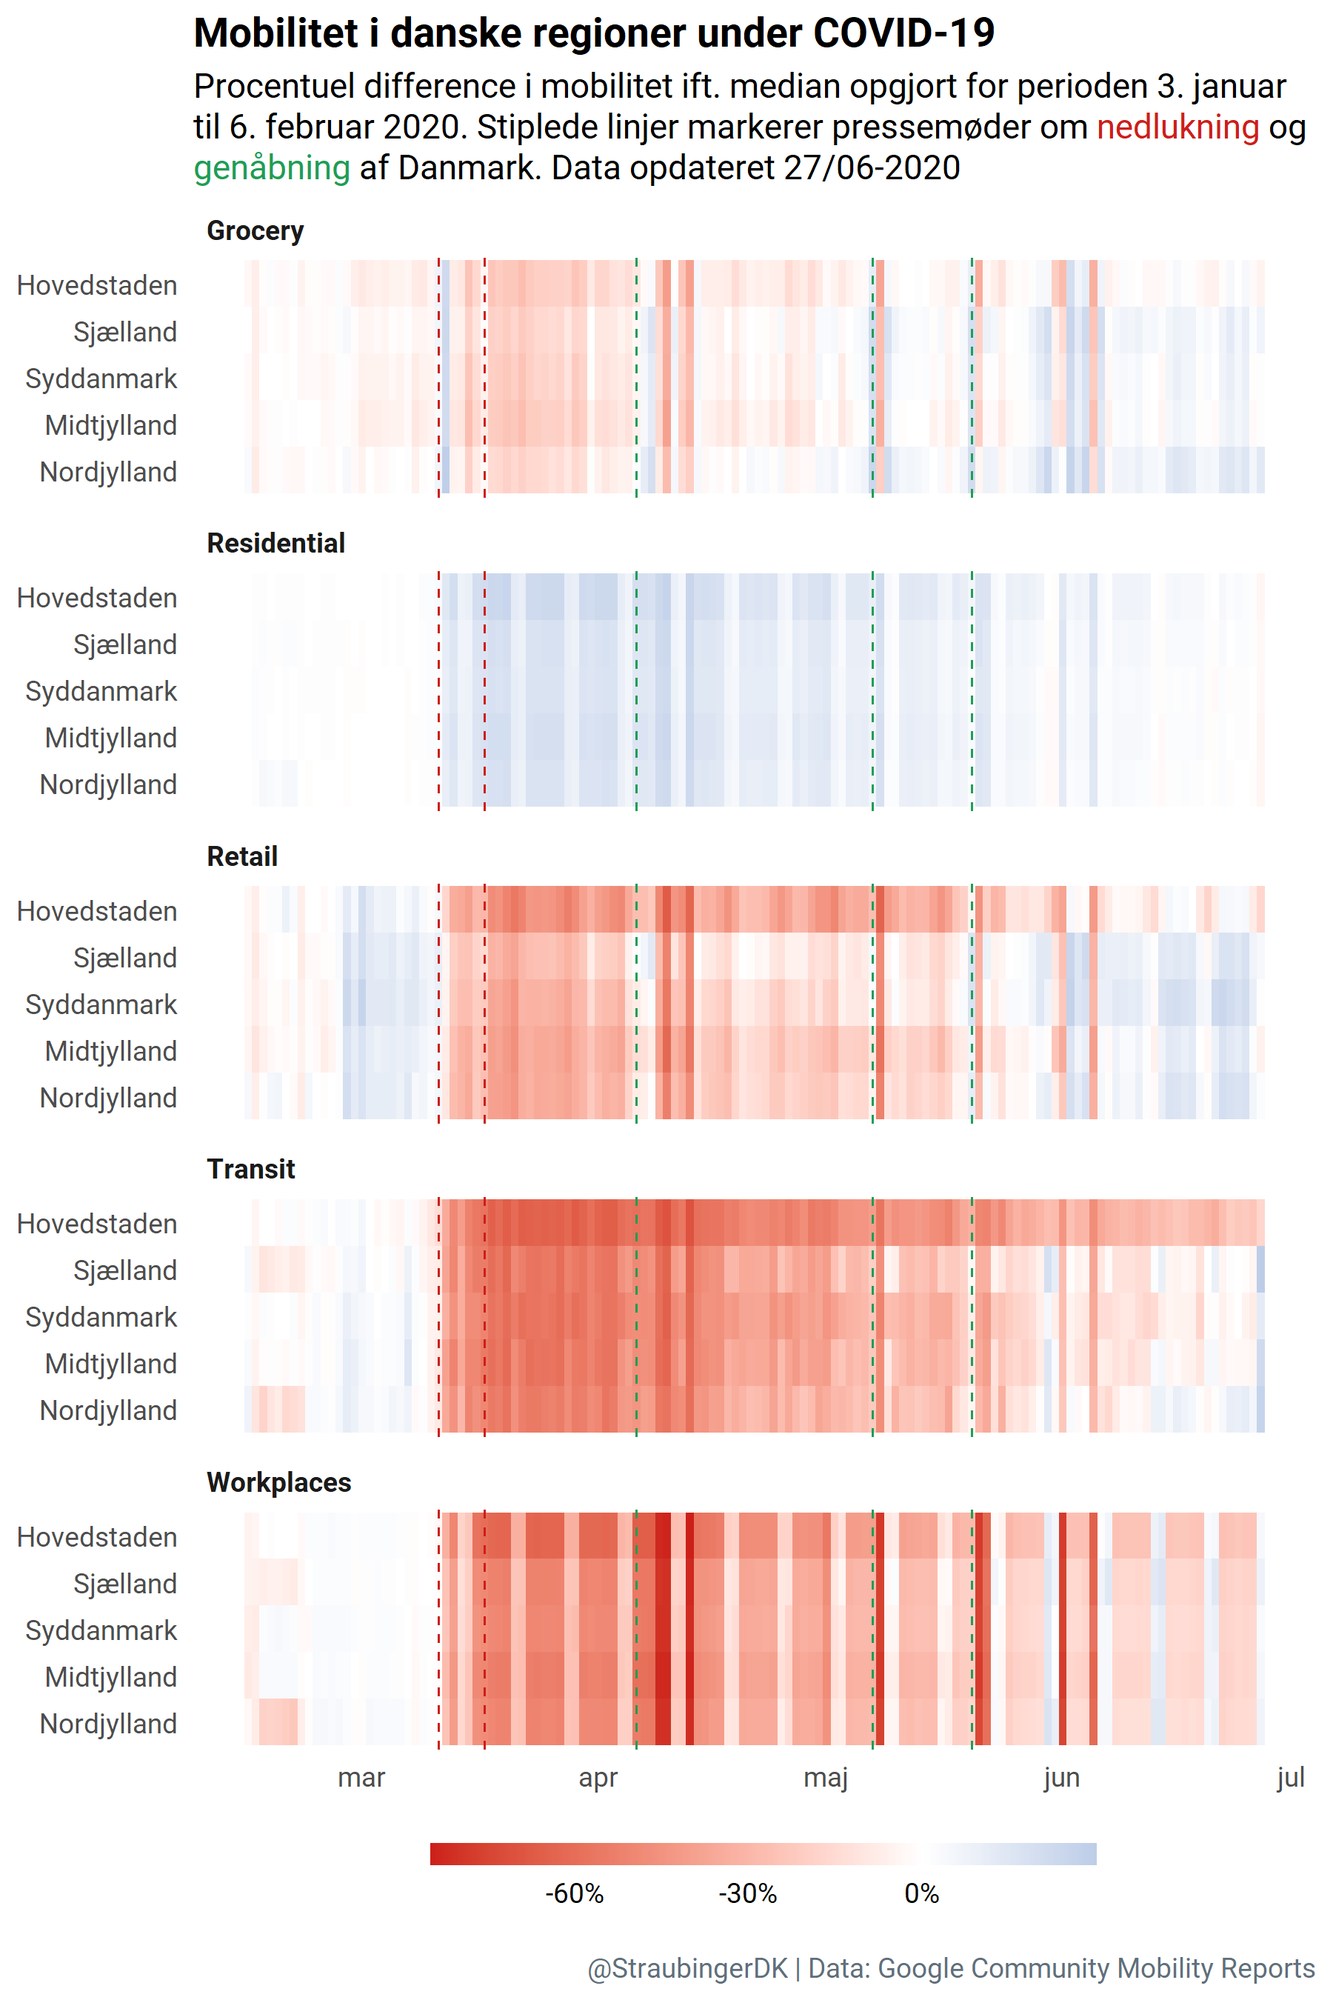 Mobilitet i danske regioner under COVID-19
Procentuel difference i mobilitet ift. median opgjort for perioden 3. januar
til 6. februar 2020. Stiplede linjer markerer pressemøder om nedlukning og
genåbning af Danmark. Data opdateret 27/06-2020
Grocery
Hovedstaden
Sjælland
Syddanmark
Midtjylland
Nordjylland
Residential
Hovedstaden
Sjælland
Syddanmark
Midtjylland
Nordjylland
Retail
Hovedstaden
Sjælland
Syddanmark
Midtjylland
Nordjylland
Transit
Hovedstaden
Sjælland
Syddanmark
Midtjylland
Nordjylland
Workplaces
Hovedstaden
Sjælland
Syddanmark
Midtjylland
Nordjylland
mar apr maj jun jul
-60% -30% 0%
@StraubingerDK | Data: Google Community Mobility Reports